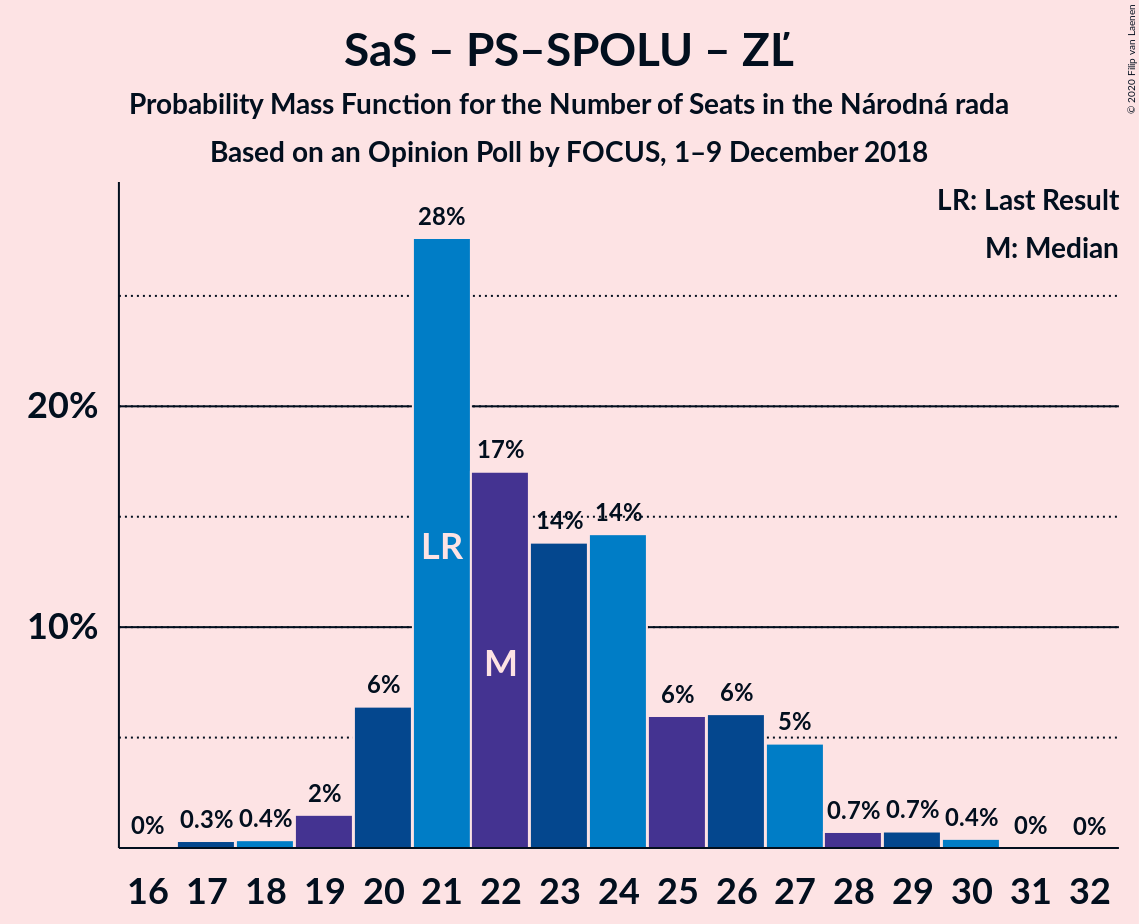 SaS – PS–SPOLU – ZĽ
Probability Mass Function for the Number of Seats in the Národná rada
Based on an Opinion Poll by FOCUS, 1–9 December 2018
© 2020 Filip van Laenen
LR: Last Result
M: Median
20%
10%
0% 0.3% 0.4% 2% 6% 28% 17% 14% 14% 6% 6% 5% 0.7% 0.7% 0.4% 0% 0%
LR
M
16 17 18 19 20 21 22 23 24 25 26 27 28 29 30 31 32